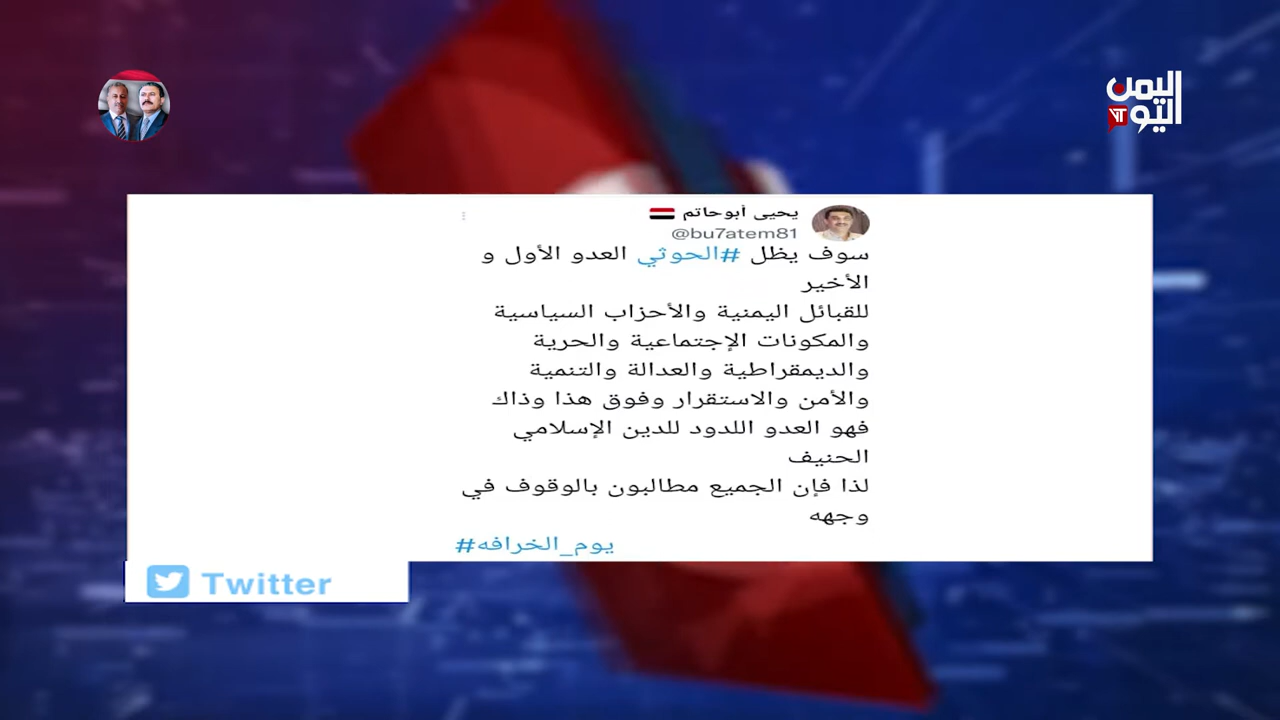 اليمن
اليوم
يحيى أبوحاتم
@bu7atem81
سوف يظل #الحوثي العدو الأول و
الأخير
للقبائل اليمنية والأحزاب السياسية
والمكونات الإجتماعية والحرية
والديمقراطية والعدالة والتنمية
والأمن والاستقرار وفوق هذا وذاك
فهو العدو اللدود للدين الإسلامي
الحنيف
لذا فإن الجميع مطالبون بالوقوف في
وجهه
#يوم_الخرافه
Twitter